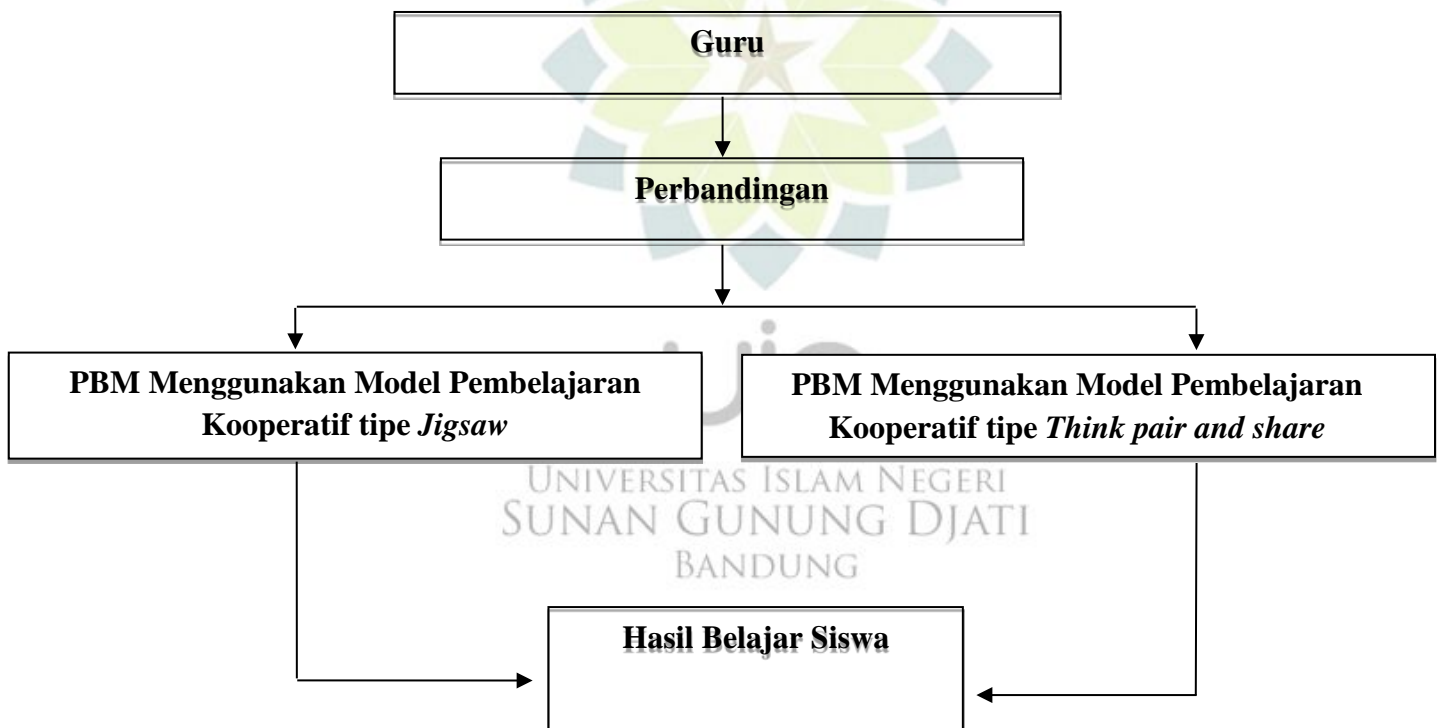 Guru
Perbandingan
PBM Menggunakan Model Pembelajaran
Kooperatif tipe Jigsaw
PBM Menggunakan Model Pembelajaran
Kooperatif tipe Think pair and share
UNIVERSITAS ISLAM NEGERI
SUNAN GUNUNG DJATI
BANDUNG
Hasil Belajar Siswa